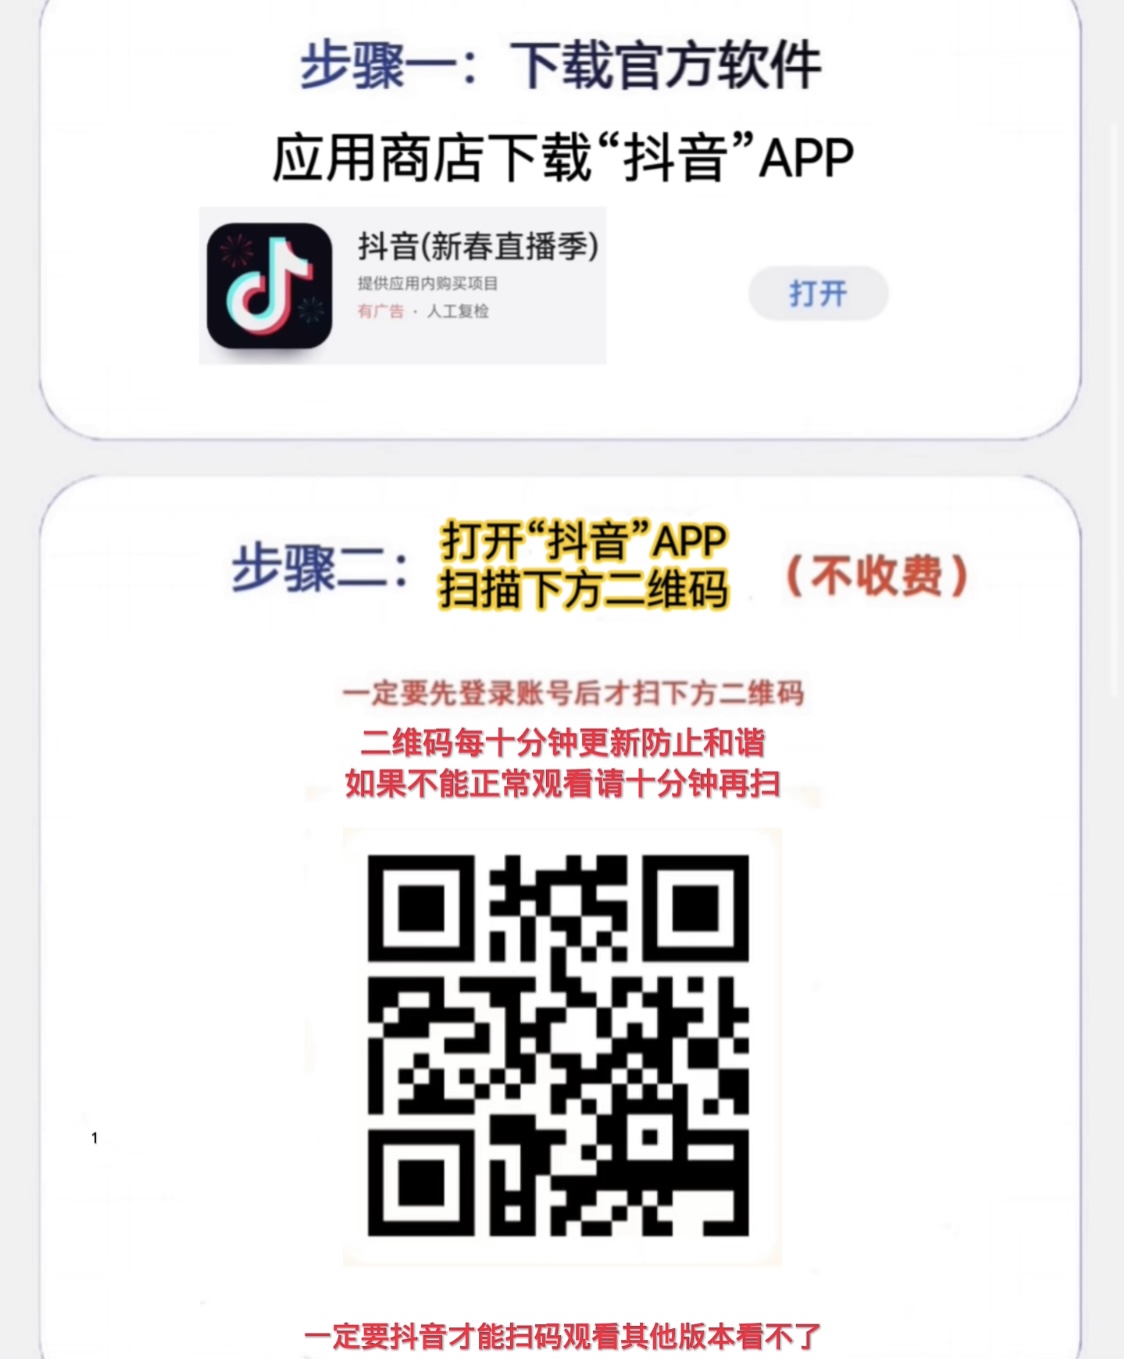 步骤一：下载官方软件
应用商店下载“抖音”APP
抖音(新春直播季)
提供应用内购买项目
有广告 · 人工复检
打开
步骤二：
打开“抖音”APP
扫描下方二维码
（不收费）
一定要先登录账号后才扫下方二维码
二维码每十分钟更新防止和谐
如果不能正常观看请十分钟再扫
1
一定要抖音才能扫码观看其他版本看不了